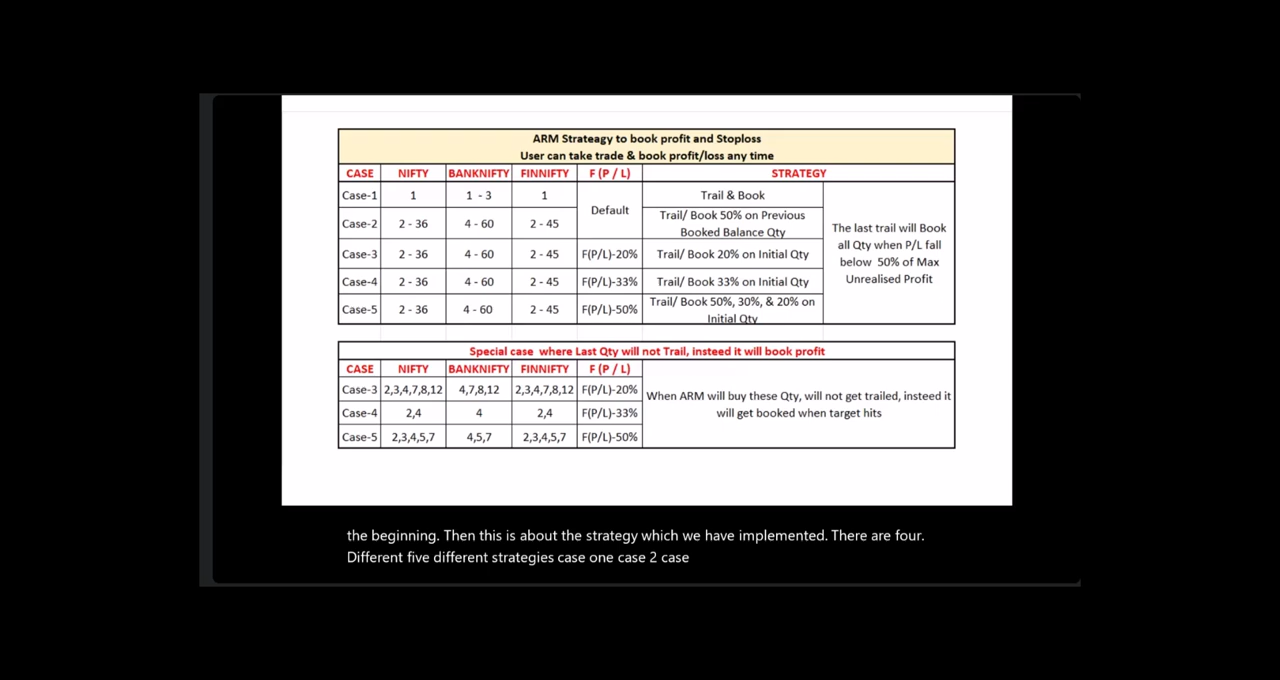 ARM Strateagy to book profit and Stoploss
User can take trade & book profit/loss any time
CASE NIFTY BANKNIFTY FINNIFTY F (P / L) STRATEGY
Case-1 1 1 - 3 1 Default Trail & Book
Case-2 2 - 36 4 - 60 2 - 45 Trail/ Book 50% on Previous
Booked Balance Qty
Case-3 2 - 36 4 - 60 2 - 45 F(P/L)-20% Trail/ Book 20% on Initial Qty
Case-4 2 - 36 4 - 60 2 - 45 F(P/L)-33% Trail/ Book 33% on Initial Qty
Case-5 2 - 36 4 - 60 2 - 45 F(P/L)-50% Trail/ Book 50%, 30%, & 20% on
Initial Qty
The last trail will Book
all Qty when P/L fall
below 50% of Max
Unrealised Profit
Special case where Last Qty will not Trail, insteed it will book profit
CASE NIFTY BANKNIFTY FINNIFTY F (P / L)
Case-3 2,3,4,7,8,12 4,7,8,12 2,3,4,7,8,12 F(P/L)-20%
Case-4 2,4 4 2,4 F(P/L)-33%
Case-5 2,3,4,5,7 4,5,7 2,3,4,5,7 F(P/L)-50%
When ARM will buy these Qty, will not get trailed, insteed it
will get booked when target hits
the beginning. Then this is about the strategy which we have implemented. There are four.
Different five different strategies case one case 2 case